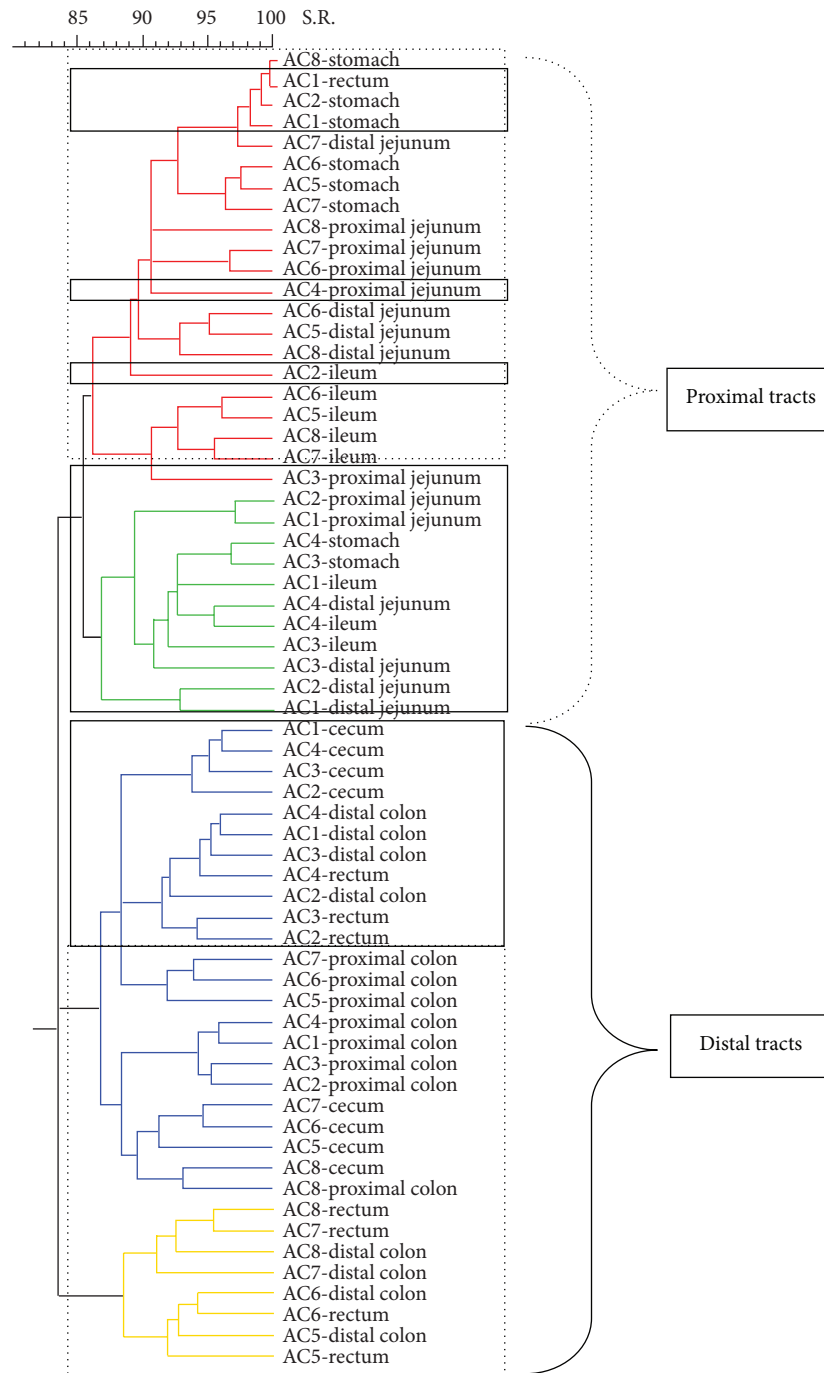 85 90 95 100 S.R.
AC8-stomach
AC1-rectum
AC2-stomach
AC1-stomach
AC7-distal jejunum
AC6-stomach
AC5-stomach
AC7-stomach
AC8-proximal jejunum
AC7-proximal jejunum
AC6-proximal jejunum
AC4-proximal jejunum
AC6-distal jejunum
AC5-distal jejunum
AC8-distal jejunum
AC2-ileum
AC6-ileum
AC5-ileum
AC8-ileum
AC7-ileum
AC3-proximal jejunum
AC2-proximal jejunum
AC1-proximal jejunum
AC4-stomach
AC3-stomach
AC1-ileum
AC4-distal jejunum
AC4-ileum
AC3-ileum
AC3-distal jejunum
AC2-distal jejunum
AC1-distal jejunum
AC1-cecum
AC4-cecum
AC3-cecum
AC2-cecum
AC4-distal colon
AC1-distal colon
AC3-distal colon
AC4-rectum
AC2-distal colon
AC3-rectum
AC2-rectum
AC7-proximal colon
AC6-proximal colon
AC5-proximal colon
AC4-proximal colon
AC1-proximal colon
AC3-proximal colon
AC2-proximal colon
AC7-cecum
AC6-cecum
AC5-cecum
AC8-cecum
AC8-proximal colon
AC8-rectum
AC7-rectum
AC8-distal colon
AC7-distal colon
AC6-distal colon
AC6-rectum
AC5-distal colon
AC5-rectum
Proximal tracts
Distal tracts